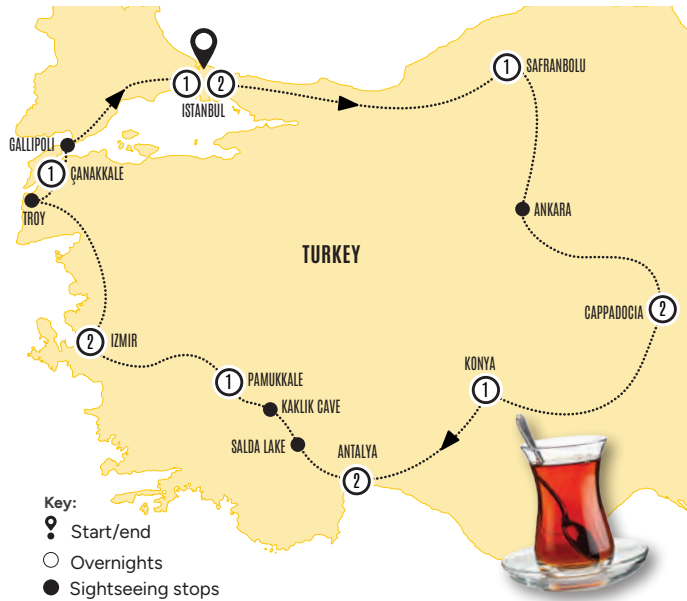 1
2
ISTANBUL
1
SAFRANBOLU
GALLIPOLI
1
ÇANAKKALE
TROY
ANKARA
TURKEY
2
CAPPADOCIA
2
IZMIR
1
PAMUKKALE
KONYA
1
KAKLIK CAVE
SALDA LAKE
ANTALYA
2
Key:
Start/end
Overnights
Sightseeing stops